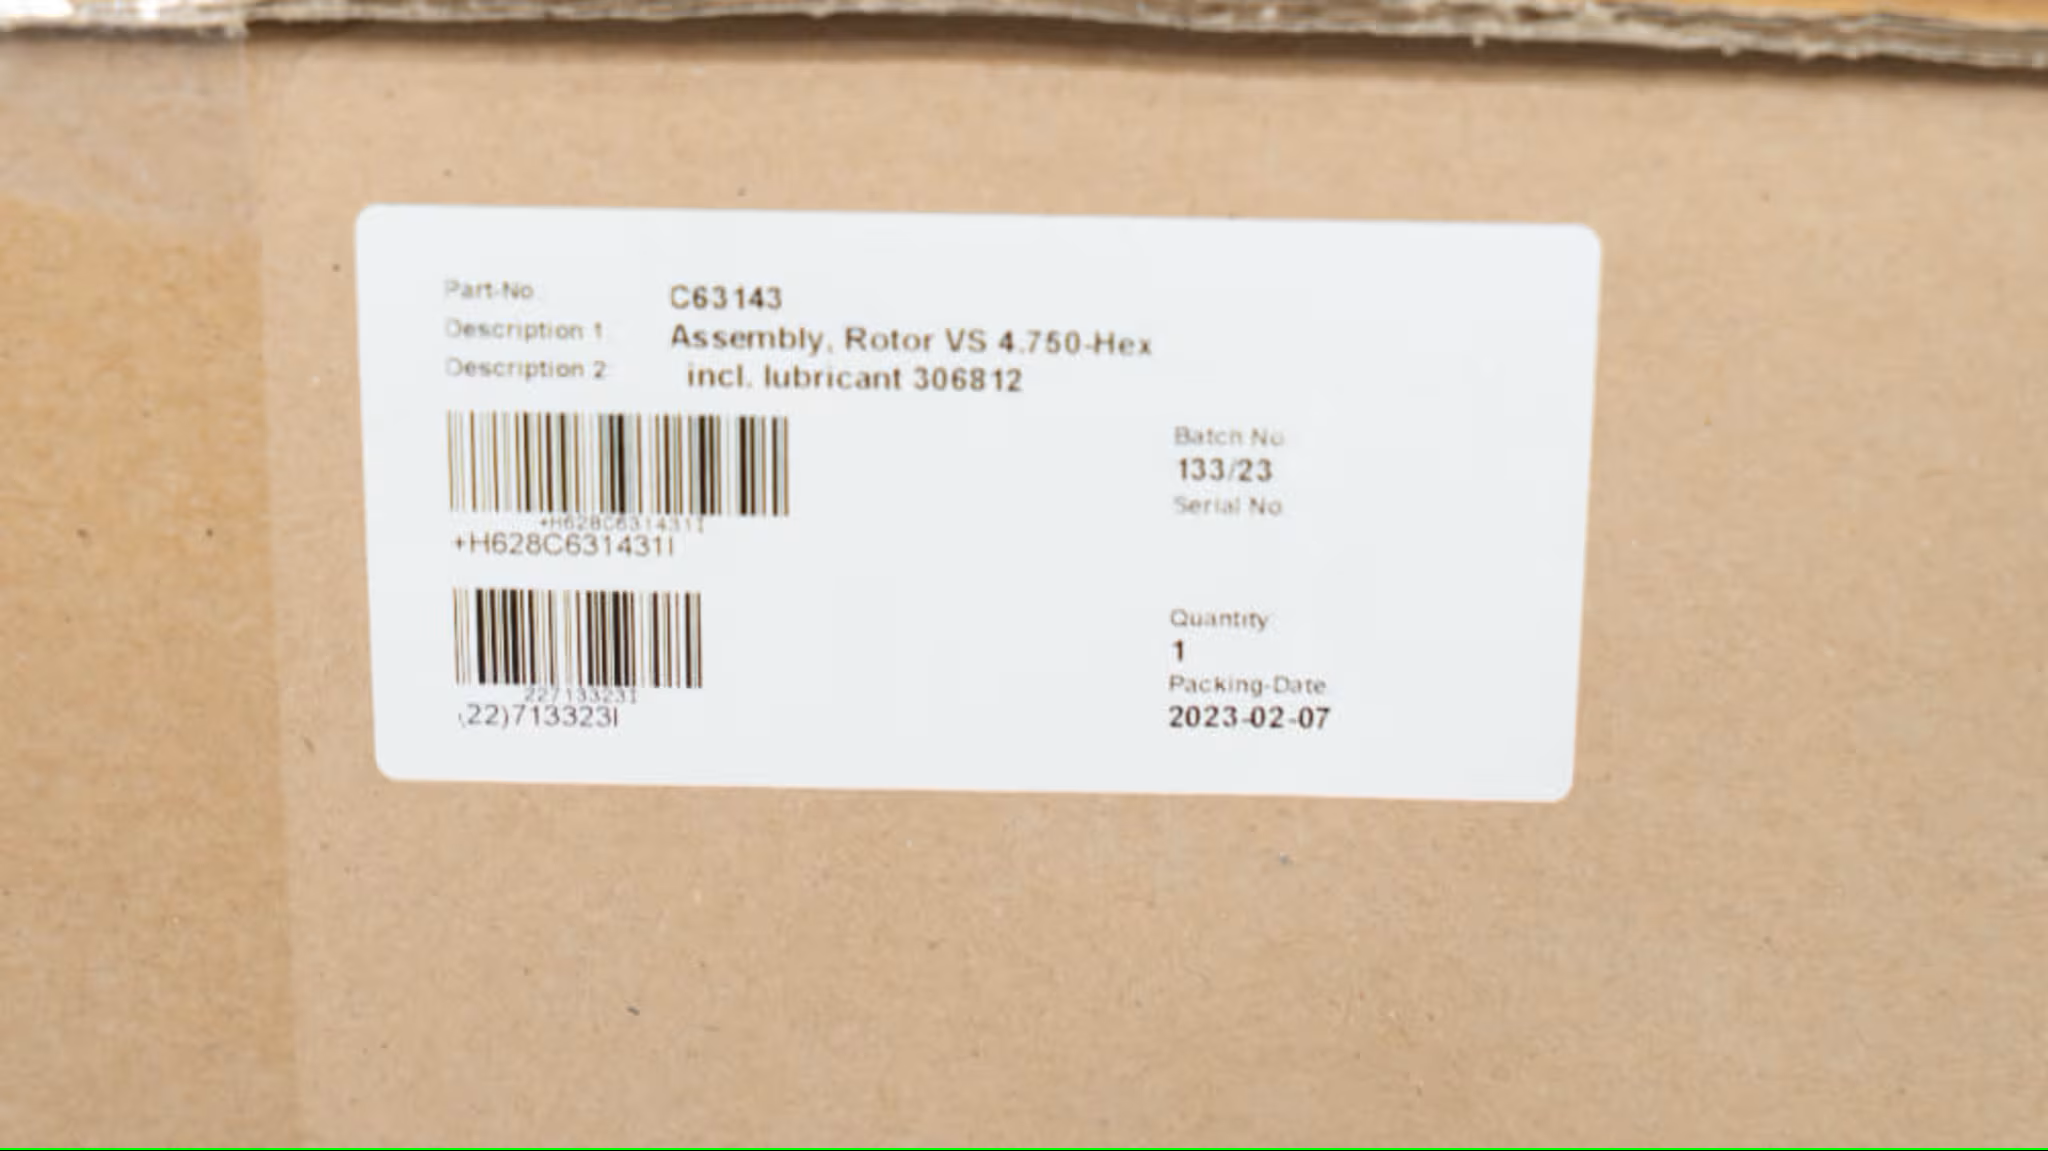 Part-No C63143
Description 1 Assembly, Rotor VS 4.750-Hex
Description 2 incl. lubricant 306812
+H628C631431I
+H628C631431I
Batch No
133/23
Serial No
227133231
(22)713323I
Quantity
1
Packing-Date
2023-02-07